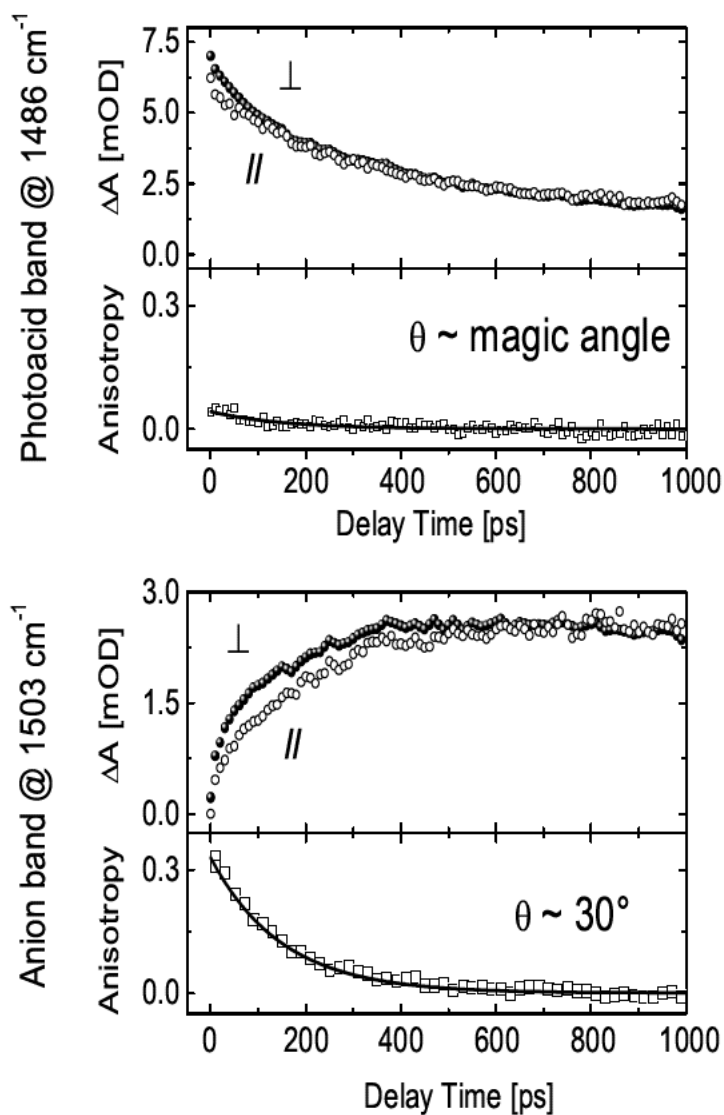 Photoacid band @ 1486 cm⁻¹
ΔA [mOD]
7.5
5.0
2.5
0.0
⊥
//
Anisotropy
0.3
0.0
θ ~ magic angle
0 200 400 600 800 1000
Delay Time [ps]
Anion band @ 1503 cm⁻¹
ΔA [mOD]
3.0
1.5
0.0
⊥
//
Anisotropy
0.3
0.0
θ ~ 30°
0 200 400 600 800 1000
Delay Time [ps]